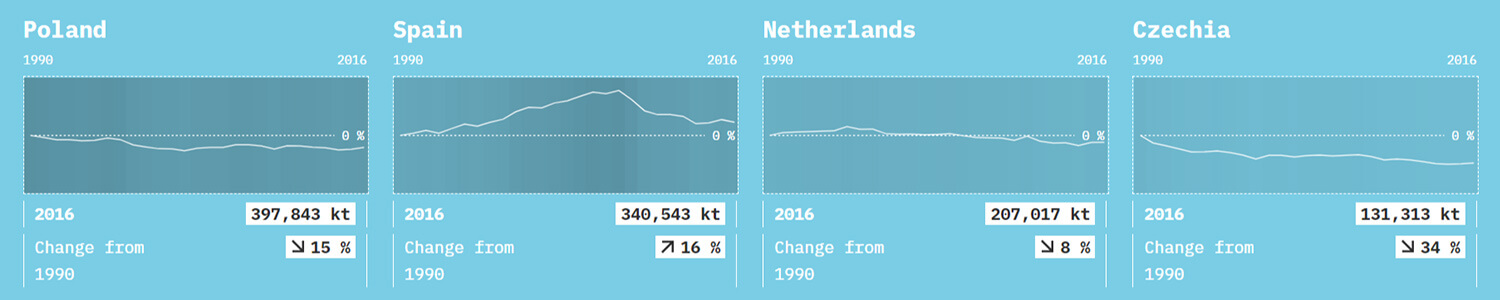 Poland
1990 2016
0 %
2016 397,843 kt
Change from ↘ 15 %
1990
Spain
1990 2016
0 %
2016 340,543 kt
Change from ↗ 16 %
1990
Netherlands
1990 2016
0 %
2016 207,017 kt
Change from ↘ 8 %
1990
Czechia
1990 2016
0 %
2016 131,313 kt
Change from ↘ 34 %
1990